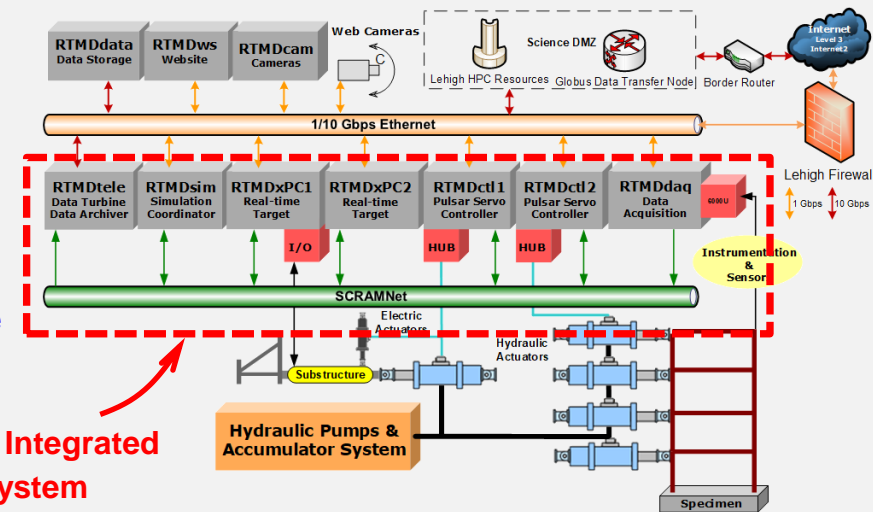 RTMDdata
Data Storage
RTMDws
Website
RTMDcam
Cameras
Web Cameras
C
Science DMZ
Lehigh HPC Resources
Globus Data Transfer Node
Border Router
Internet
Level 3
Internet2
1/10 Gbps Ethernet
Lehigh Firewall
1 Gbps
10 Gbps
RTMDtele
Data Turbine
Data Archiver
RTMDsim
Simulation
Coordinator
RTMDxPC1
Real-time
Target
RTMDxPC2
Real-time
Target
RTMDctl1
Pulsar Servo
Controller
RTMDctl2
Pulsar Servo
Controller
RTMDdaq
Data
Acquisition
6000U
I/O
HUB
HUB
Instrumentation
&
Sensor
SCRAMNet
Electric
Actuators
Hydraulic
Actuators
Substructure
Hydraulic Pumps &
Accumulator System
Integrated
ystem
Specimen